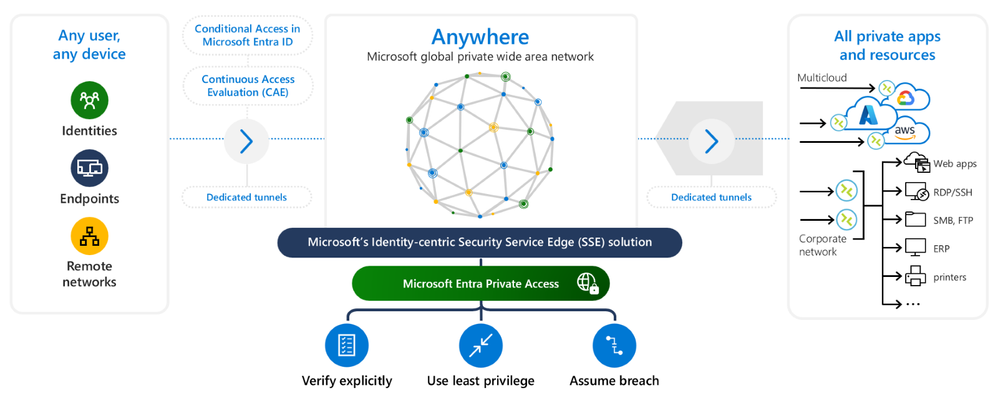 Any user,
any device
Identities
Endpoints
Remote
networks
Conditional Access in
Microsoft Entra ID
Continuous Access
Evaluation (CAE)
Dedicated tunnels
Anywhere
Microsoft global private wide area network
Dedicated tunnels
All private apps
and resources
Multicloud
aws
Corporate
network
Web apps
RDP/SSH
SMB, FTP
ERP
printers
...
Microsoft's Identity-centric Security Service Edge (SSE) solution
Microsoft Entra Private Access
Verify explicitly
Use least privilege
Assume breach